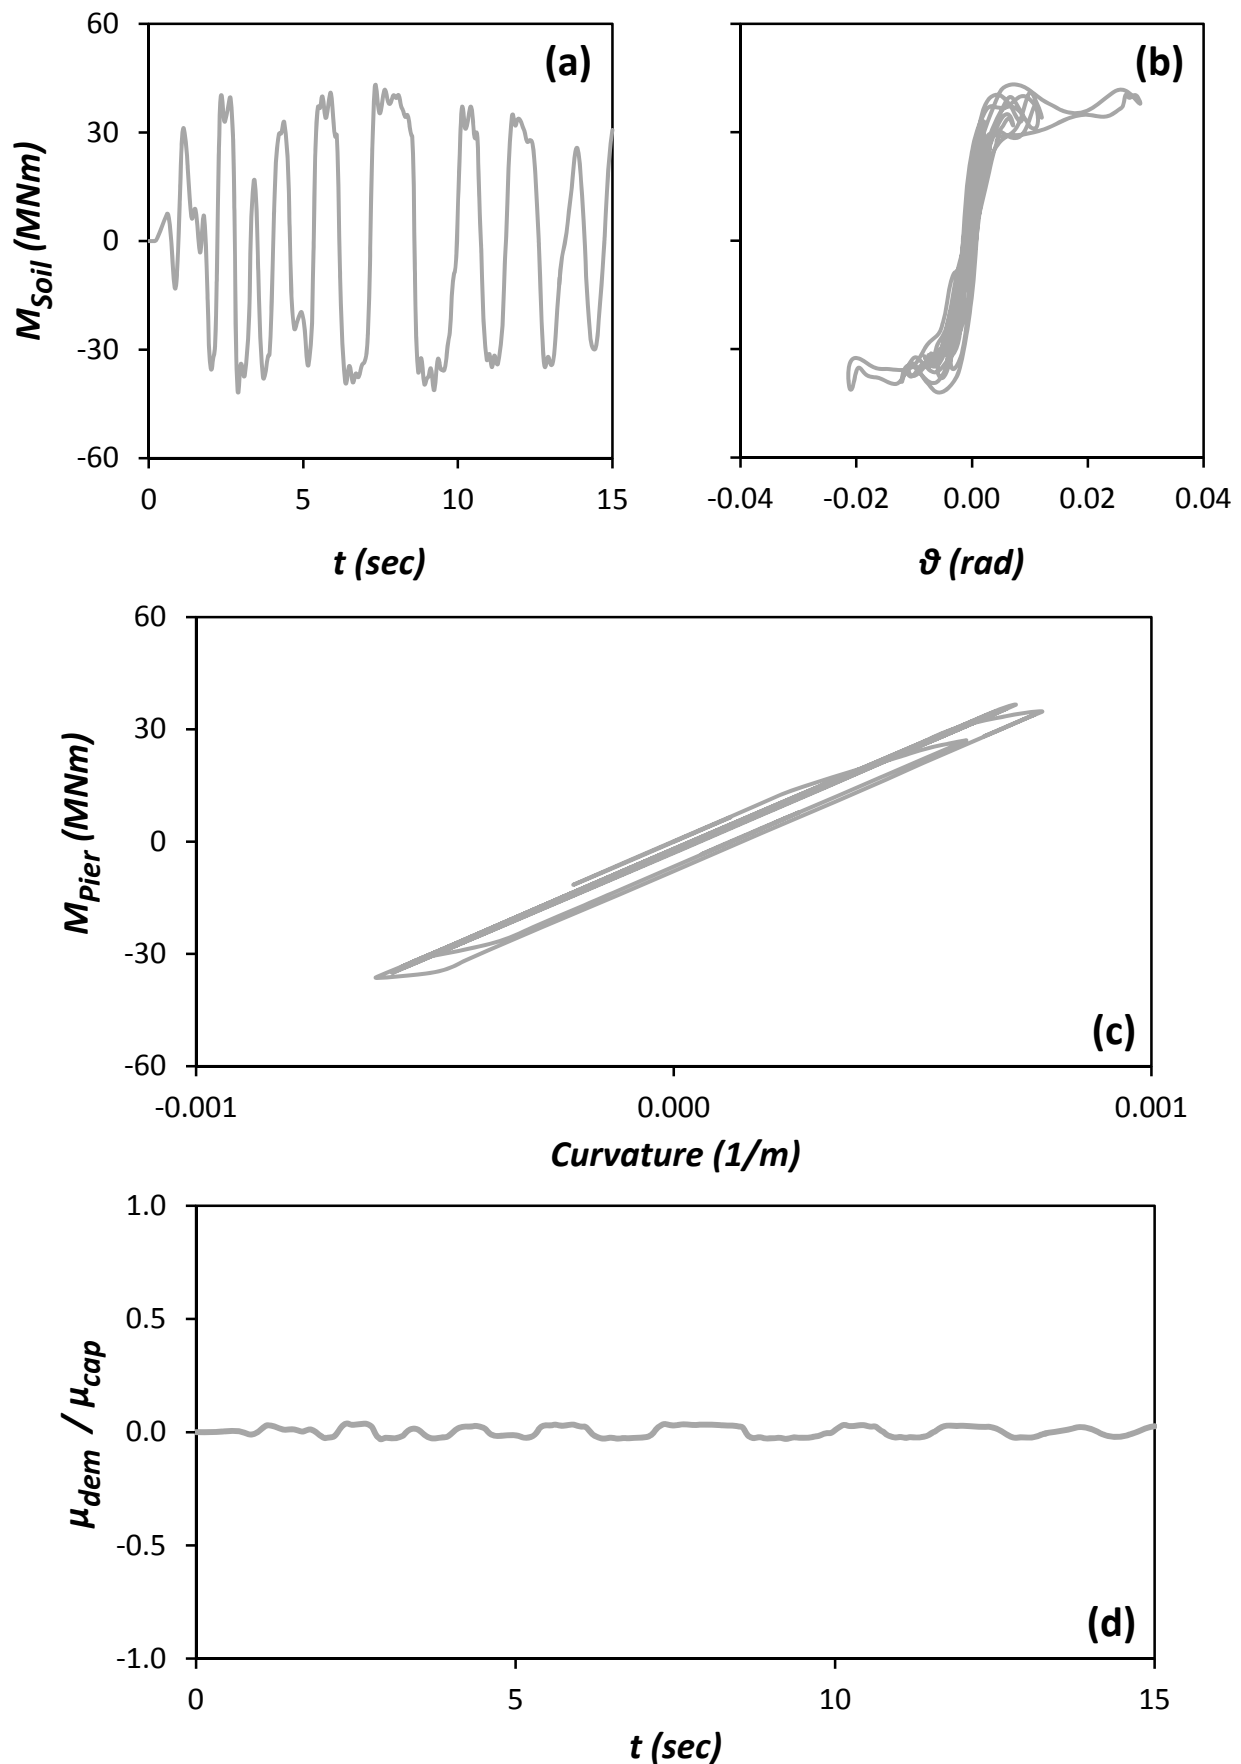 60
30
0
-30
-60
M_Soil (MNm)
(a)
0 5 10 15
t (sec)
(b)
-0.04 -0.02 0.00 0.02 0.04
ϑ (rad)
60
30
0
-30
-60
M_Pier (MNm)
(c)
-0.001 0.000 0.001
Curvature (1/m)
1.0
0.5
0.0
-0.5
-1.0
μ_dem / μ_cap
(d)
0 5 10 15
t (sec)